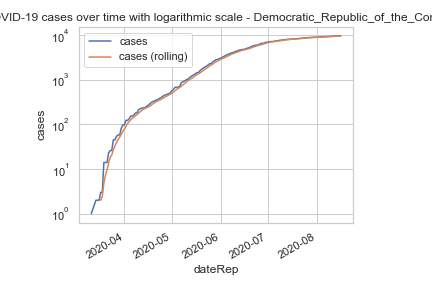 VID-19 cases over time with logarithmic scale - Democratic_Republic_of_the_Con
cases
cases (rolling)
10⁴
10³
10²
10¹
10⁰
cases
2020-04
2020-05
2020-06
2020-07
2020-08
dateRep